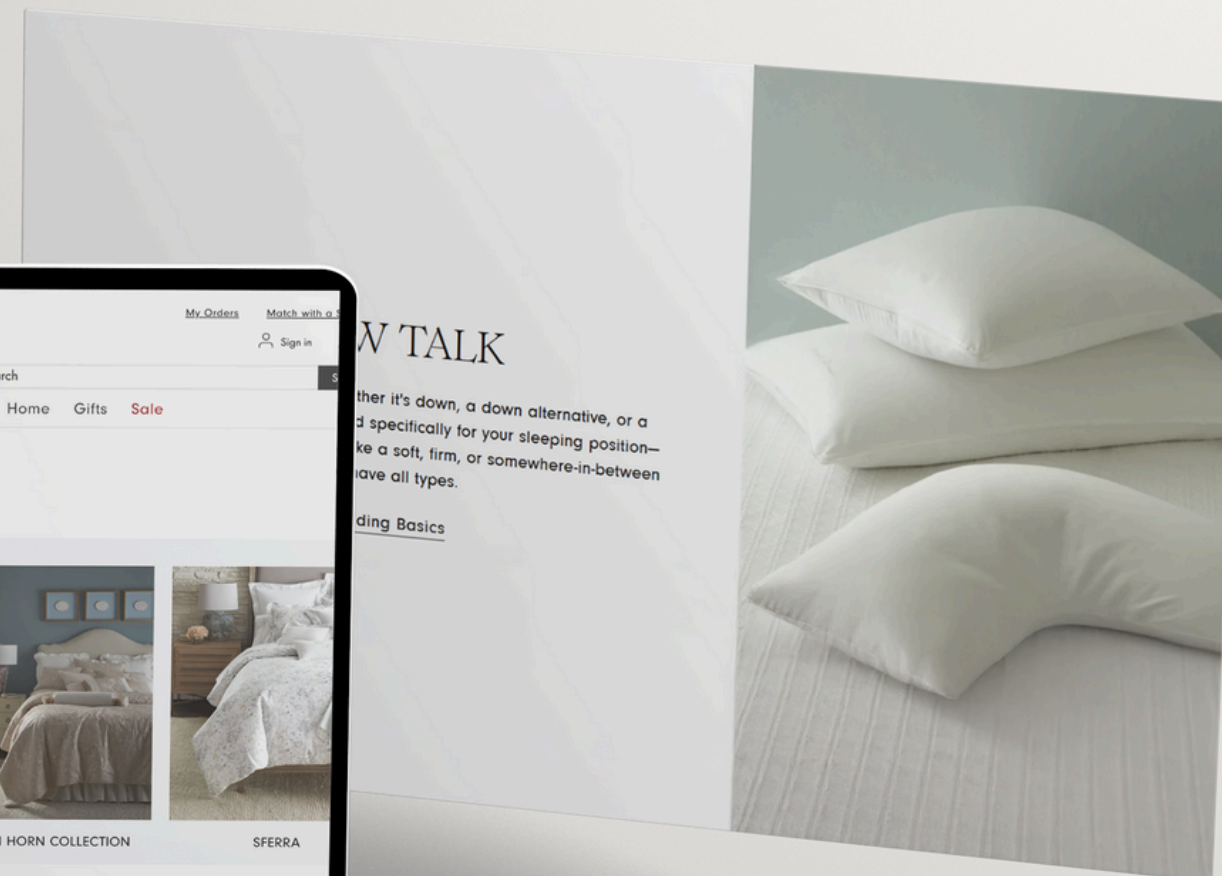 My Orders
Match with a S
Sign in
rch
S
Home Gifts Sale
W TALK
ther it's down, a down alternative, or a
d specifically for your sleeping position—
ke a soft, firm, or somewhere-in-between
have all types.
ding Basics
HORN COLLECTION
SFERRA